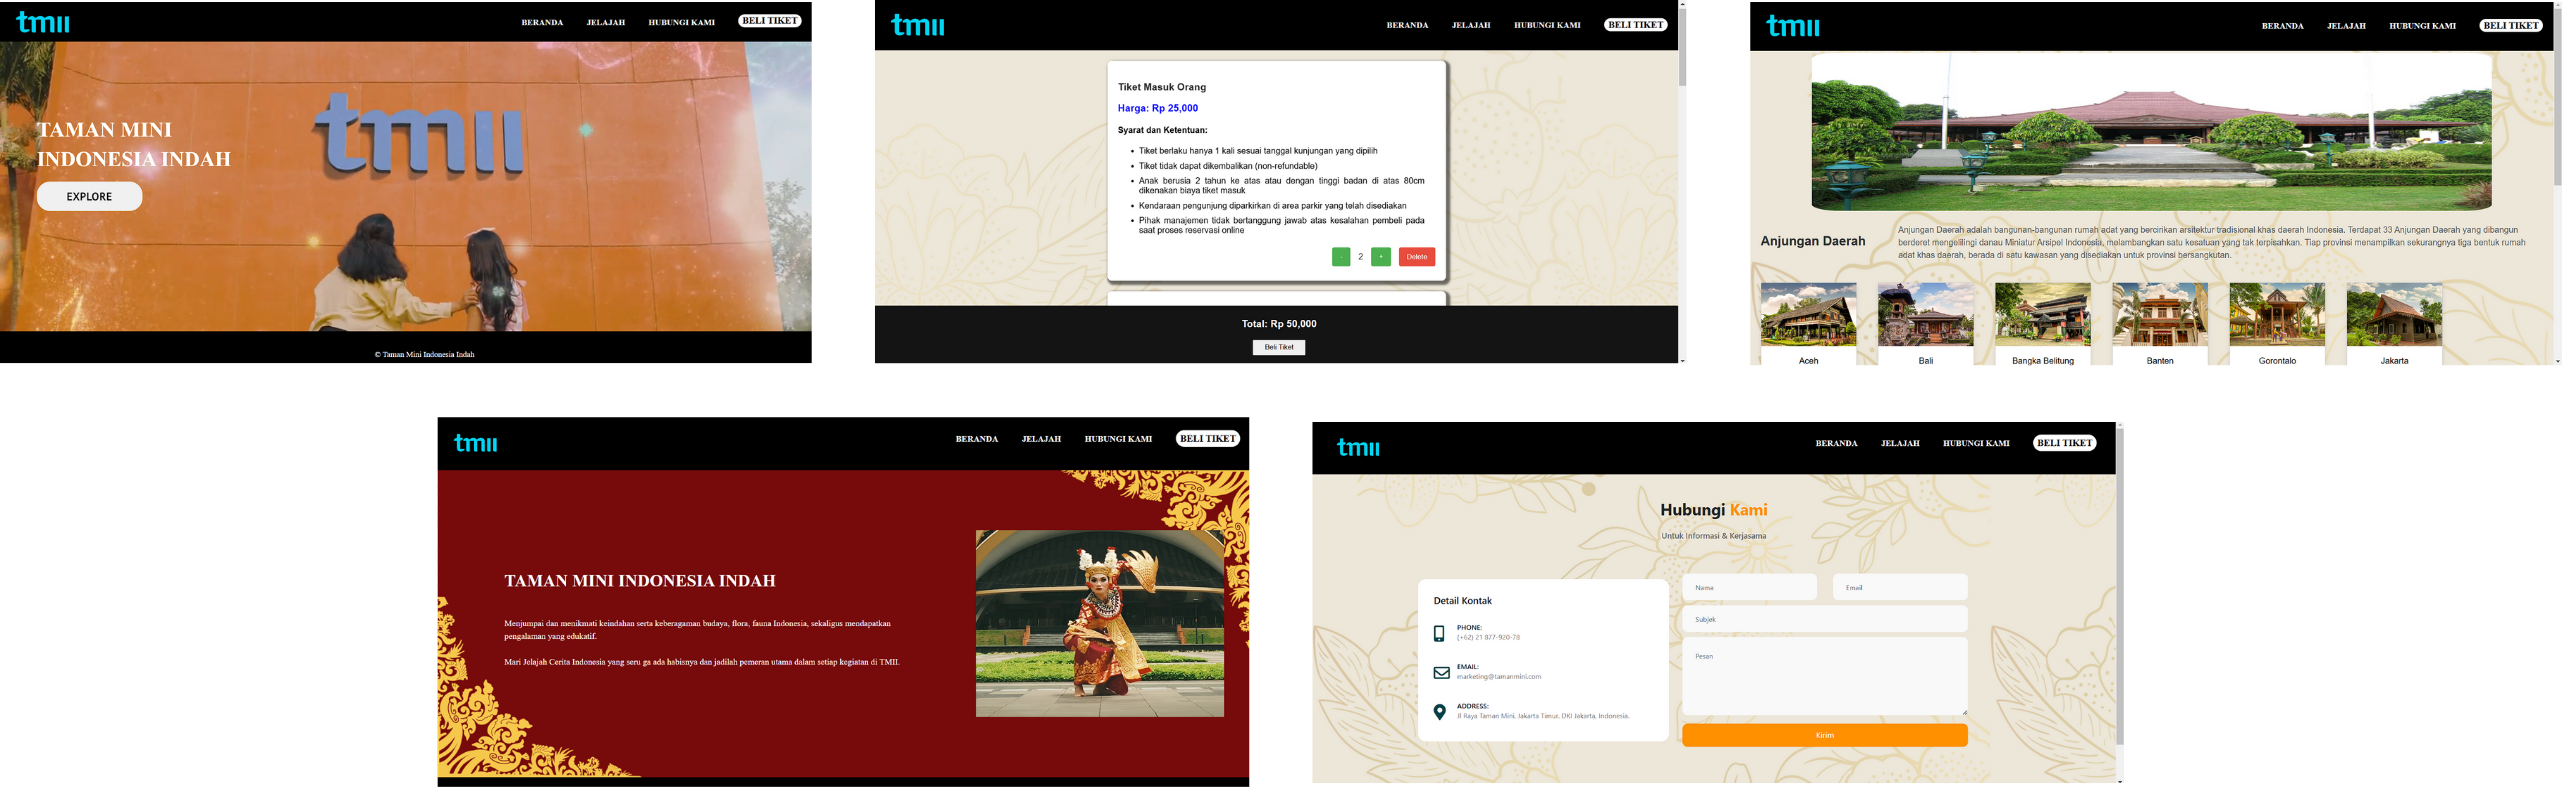 tmii
BERANDA JELAJAH HUBUNGI KAMI BELI TIKET
tmii
TAMAN MINI
INDONESIA INDAH
EXPLORE
© Taman Mini Indonesia Indah
tmii
BERANDA JELAJAH HUBUNGI KAMI BELI TIKET
Tiket Masuk Orang
Harga: Rp 25,000
Syarat dan Ketentuan:
• Tiket berlaku hanya 1 kali sesuai tanggal kunjungan yang dipilih
• Tiket tidak dapat dikembalikan (non-refundable)
• Anak berusia 2 tahun ke atas atau dengan tinggi badan di atas 80cm
dikenakan biaya tiket masuk
• Kendaraan pengunjung diparkirkan di area parkir yang telah disediakan
• Pihak manajemen tidak bertanggung jawab atas kesalahan pembeli pada
saat proses reservasi online
- 2 + Delete
Total: Rp 50,000
Beli Tiket
tmii
BERANDA JELAJAH HUBUNGI KAMI BELI TIKET
Anjungan Daerah
Anjungan Daerah adalah bangunan-bangunan rumah adat yang bercirikan arsitektur tradisional khas daerah Indonesia. Terdapat 33 Anjungan Daerah yang dibangun
berderet mengelilingi danau Miniatur Arsipel Indonesia, melambangkan satu kesatuan yang tak terpisahkan. Tiap provinsi menampilkan sekurangnya tiga bentuk rumah
adat khas daerah, berada di satu kawasan yang disediakan untuk provinsi bersangkutan.
Aceh Bali Bangka Belitung Banten Gorontalo Jakarta
tmii
BERANDA JELAJAH HUBUNGI KAMI BELI TIKET
TAMAN MINI INDONESIA INDAH
Menjumpai dan menikmati keindahan serta keberagaman budaya, flora, fauna Indonesia, sekaligus mendapatkan
pengalaman yang edukatif.
Mari Jelajah Cerita Indonesia yang seru ga ada habisnya dan jadilah pemeran utama dalam setiap kegiatan di TMII.
tmii
BERANDA JELAJAH HUBUNGI KAMI BELI TIKET
Hubungi Kami
Untuk Informasi & Kerjasama
Detail Kontak
PHONE:
(+62) 21 877-920-78
EMAIL:
marketing@tamanmini.com
ADDRESS:
Jl Raya Taman Mini, Jakarta Timur, DKI Jakarta, Indonesia.
Nama Email
Subjek
Pesan
Kirim